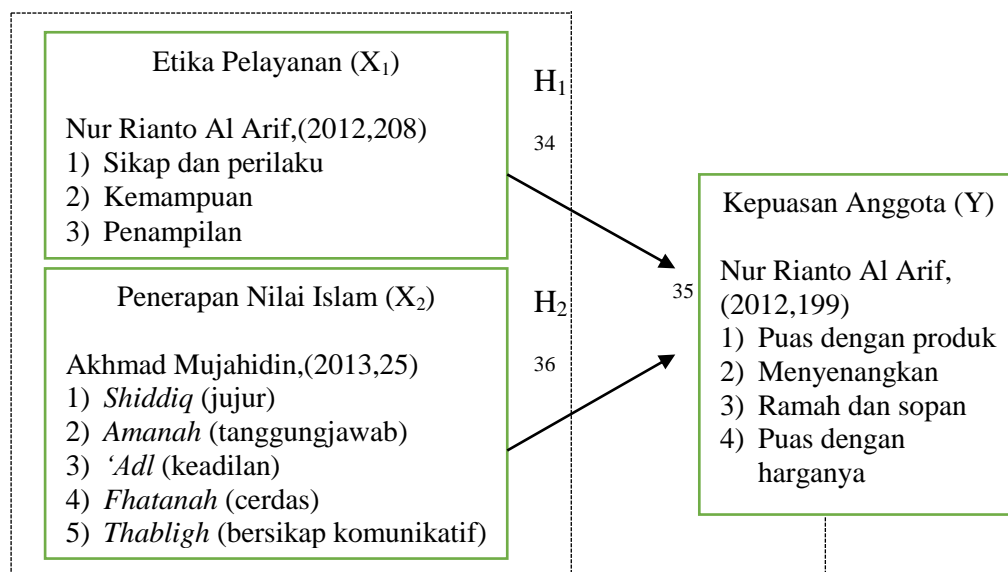 Etika Pelayanan (X₁)
Nur Rianto Al Arif,(2012,208)
1) Sikap dan perilaku
2) Kemampuan
3) Penampilan
H₁
34
Penerapan Nilai Islam (X₂)
Akhmad Mujahidin,(2013,25)
1) Shiddiq (jujur)
2) Amanah (tanggungjawab)
3) ‘Adl (keadilan)
4) Fhatanah (cerdas)
5) Thabligh (bersikap komunikatif)
H₂
36
35
Kepuasan Anggota (Y)
Nur Rianto Al Arif,
(2012,199)
1) Puas dengan produk
2) Menyenangkan
3) Ramah dan sopan
4) Puas dengan
harganya